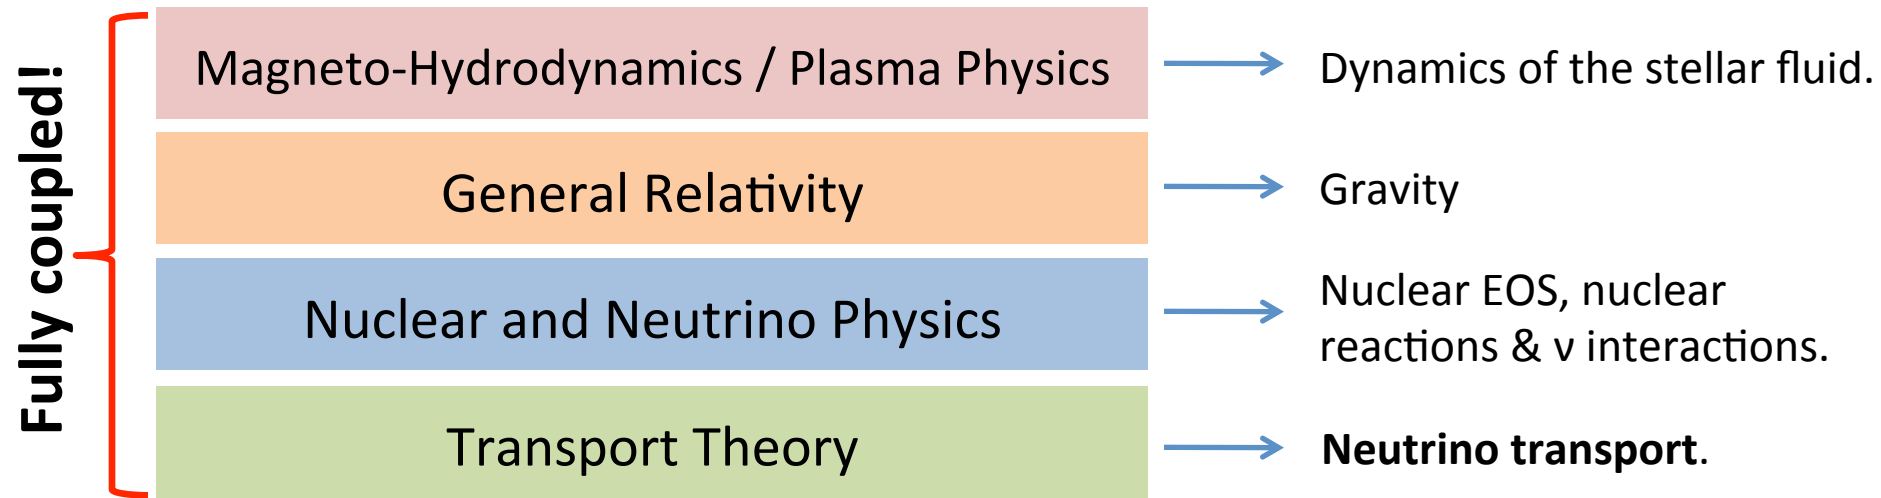 Fully coupled!
Magneto-Hydrodynamics / Plasma Physics
Dynamics of the stellar fluid.
General Relativity
Gravity
Nuclear and Neutrino Physics
Nuclear EOS, nuclear
reactions & ν interactions.
Transport Theory
Neutrino transport.